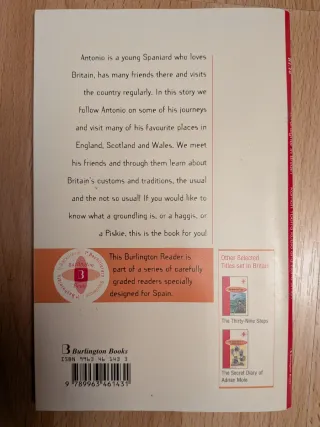 Antonio is a young Spaniard who loves
Britain, has many friends there and visits
the country regularly. In this story we
follow Antonio on some of his journeys
and visit many of his favourite places in
England, Scotland and Wales. We meet
his friends and through them learn about
Britain's customs and traditions, the usual
and the not so usual! If you would like to
know what a groundling is, or a haggis, or
a Piskie, this is the book for you!
This Burlington Reader is
part of a series of carefully
graded readers specially
designed for Spain.
B
Other Selected
Titles set in Britain
The Thirty-Nine Steps
The Secret Diary of
Adrian Mole
B Burlington Books
9 789963 461431